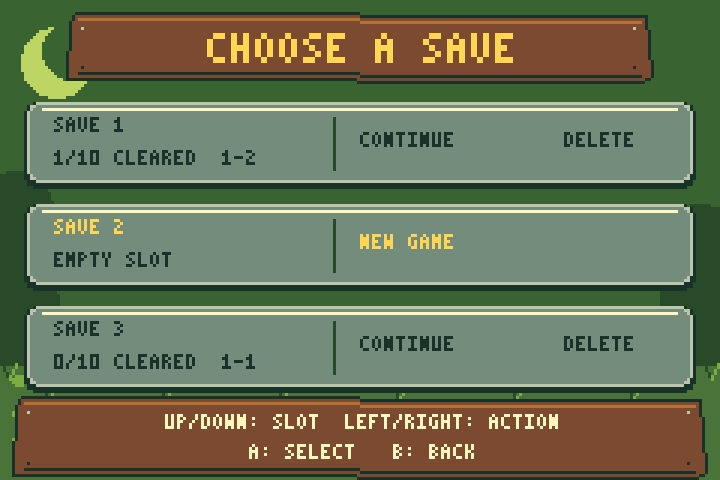 CHOOSE A SAVE
SAVE 1
1/10 CLEARED 1-2
CONTINUE DELETE
SAVE 2
EMPTY SLOT
NEW GAME
SAVE 3
0/10 CLEARED 1-1
CONTINUE DELETE
UP/DOWN: SLOT LEFT/RIGHT: ACTION
A: SELECT B: BACK